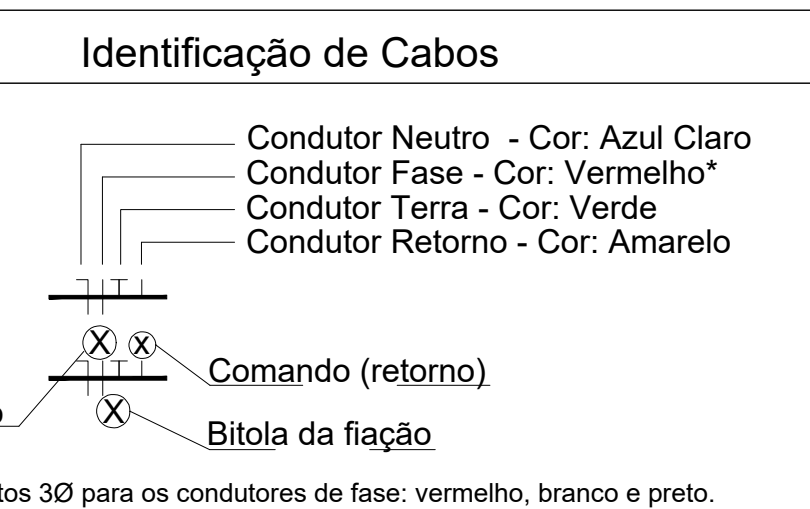 Identificação de Cabos
Condutor Neutro - Cor: Azul Claro
Condutor Fase - Cor: Vermelho*
Condutor Terra - Cor: Verde
Condutor Retorno - Cor: Amarelo
X x
Comando (retorno)
X
Bitola da fiação
3Ø para os condutores de fase: vermelho, branco e preto.